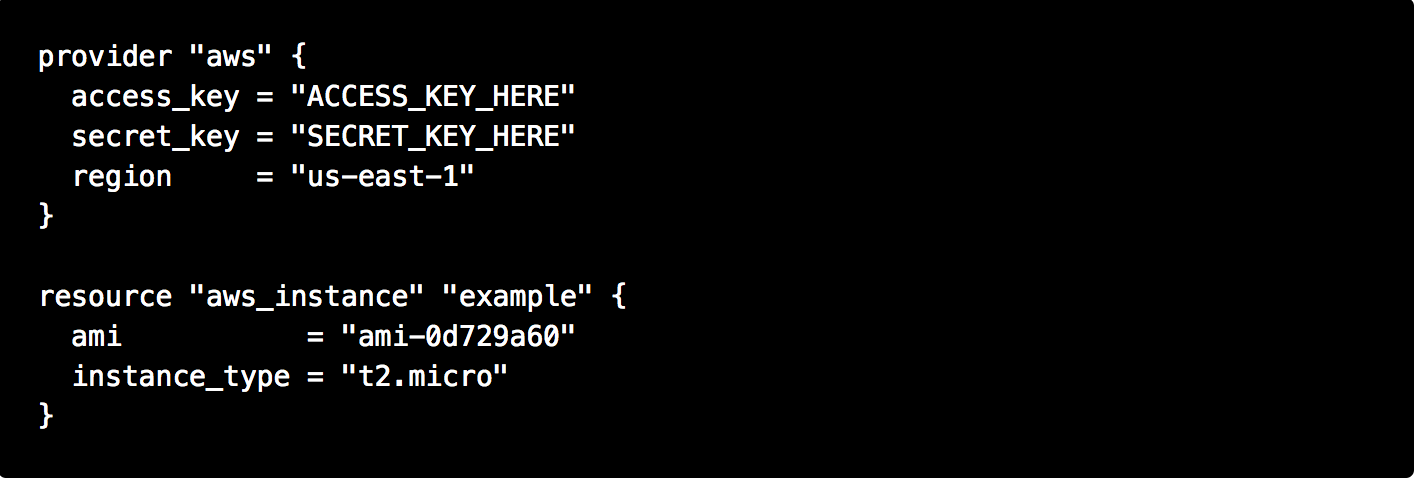 provider "aws" {
  access_key = "ACCESS_KEY_HERE"
  secret_key = "SECRET_KEY_HERE"
  region     = "us-east-1"
}

resource "aws_instance" "example" {
  ami           = "ami-0d729a60"
  instance_type = "t2.micro"
}